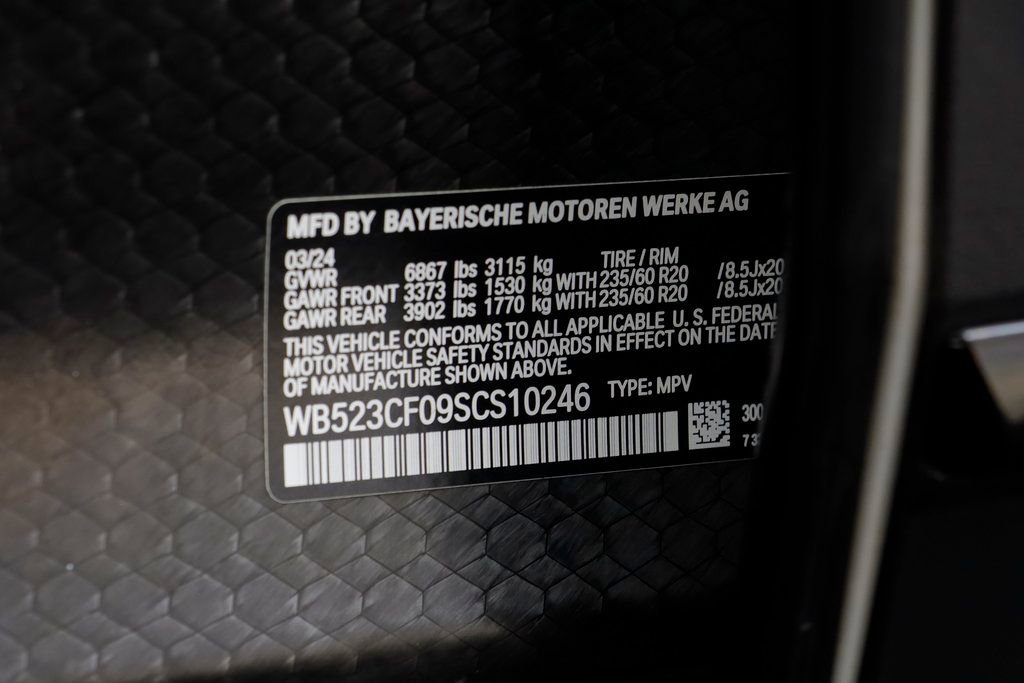 MFD BY BAYERISCHE MOTOREN WERKE AG
03/24 TIRE / RIM
GVWR 6867 lbs 3115 kg
GAWR FRONT 3373 lbs 1530 kg WITH 235/60 R20 /8.5Jx20
GAWR REAR 3902 lbs 1770 kg WITH 235/60 R20 /8.5Jx20
THIS VEHICLE CONFORMS TO ALL APPLICABLE U. S. FEDERAL
MOTOR VEHICLE SAFETY STANDARDS IN EFFECT ON THE DATE
OF MANUFACTURE SHOWN ABOVE.
WB523CF09SCS10246 TYPE: MPV
300